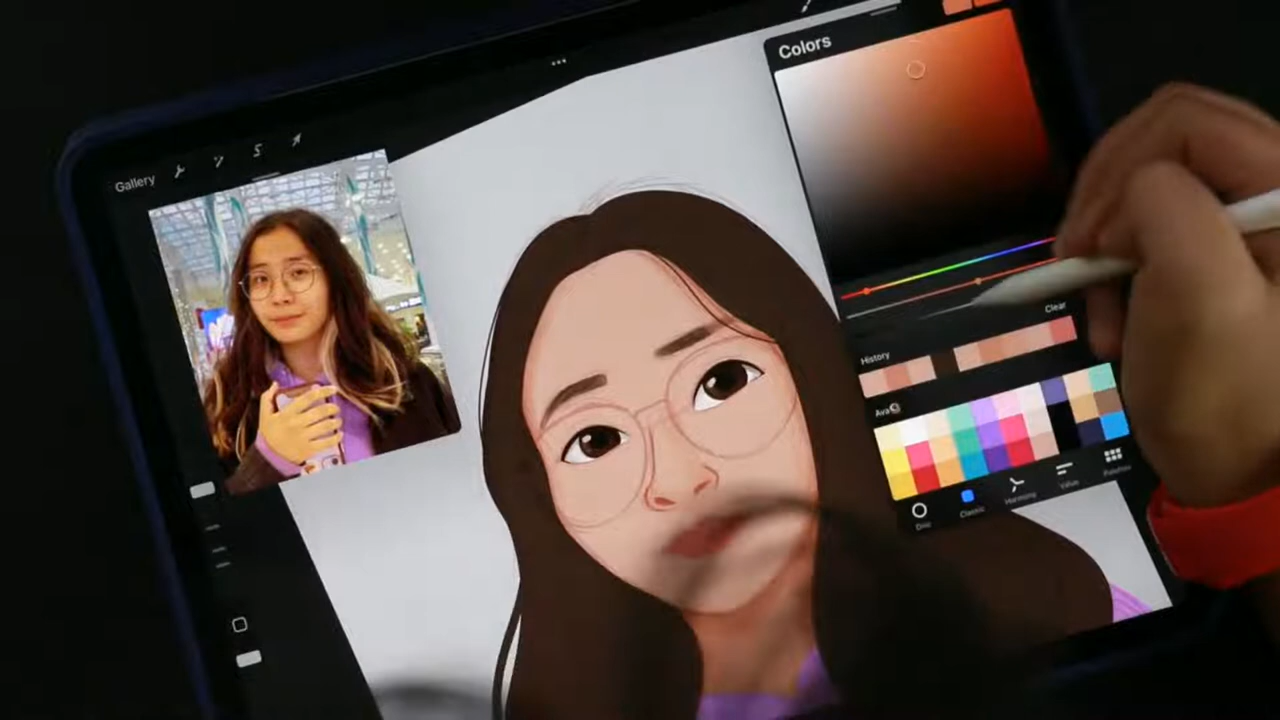 Gallery
Colors
Clear
History
Disc
Classic
Harmony
Value
Palettes